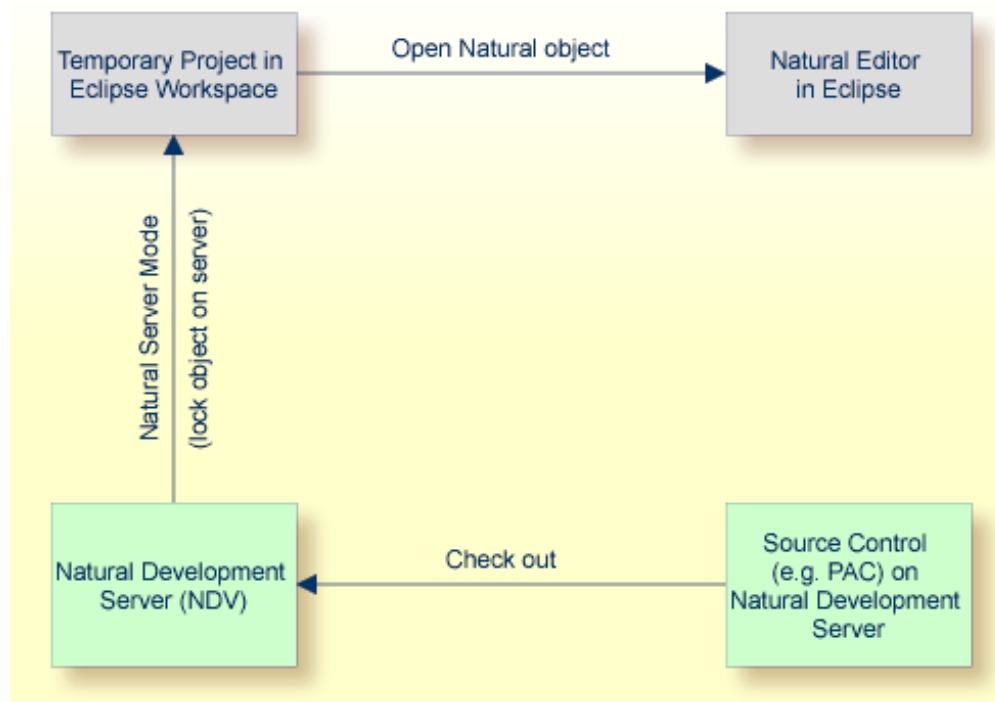 Temporary Project in
Eclipse Workspace
Open Natural object
Natural Editor
in Eclipse
Natural Server Mode
(lock object on server)
Natural Development
Server (NDV)
Check out
Source Control
(e.g. PAC) on
Natural Development
Server